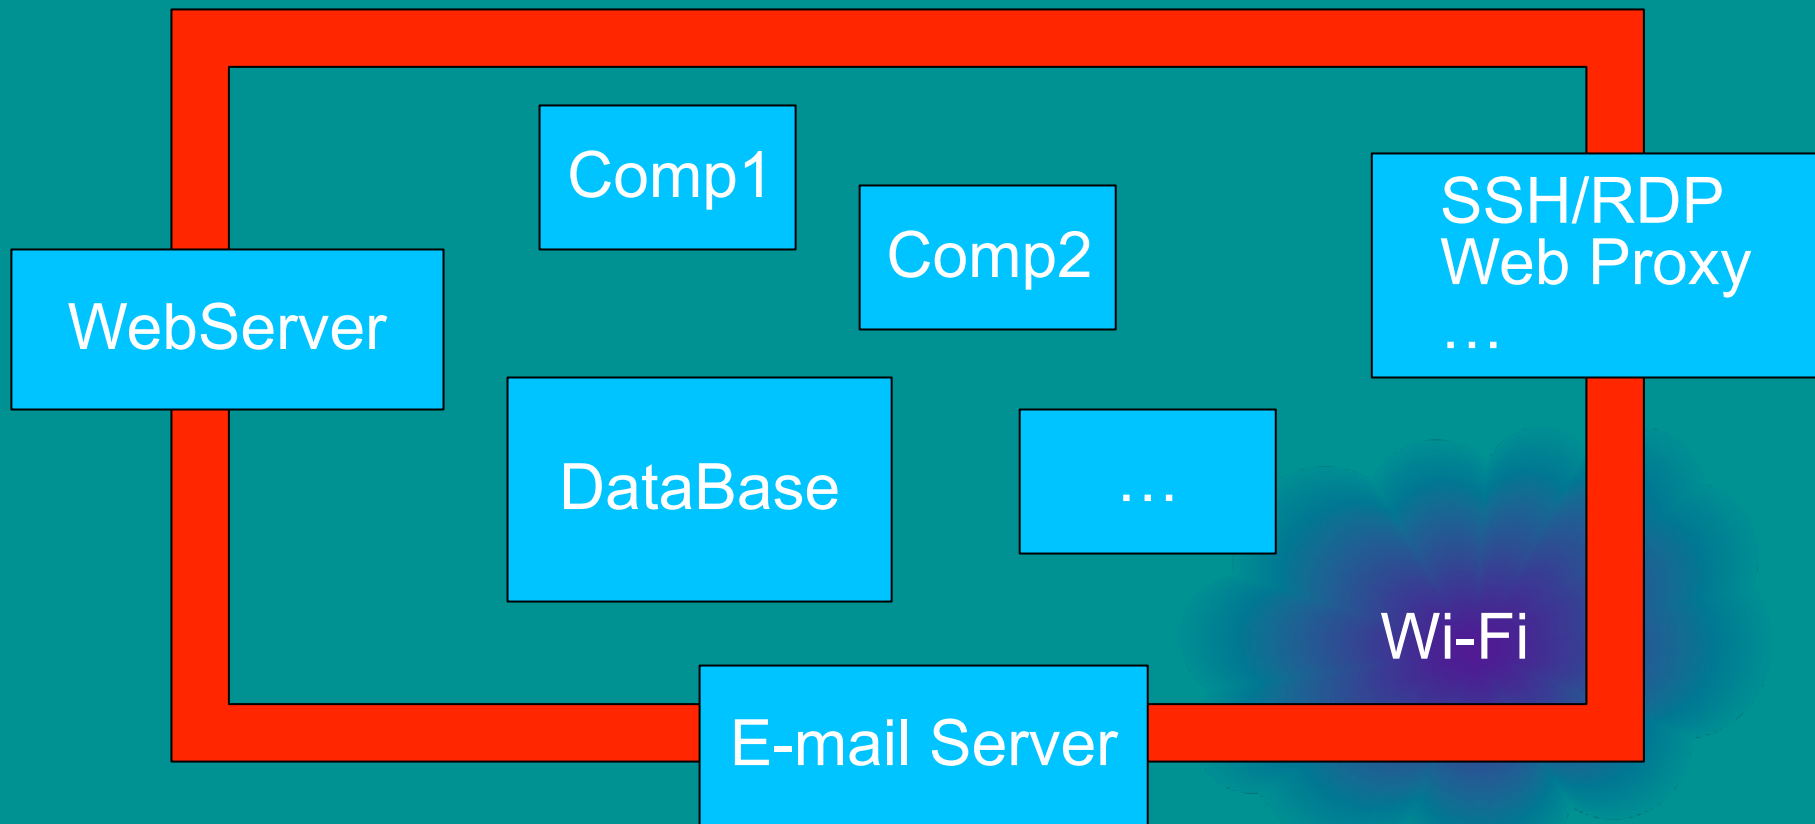 Comp1
Comp2
SSH/RDP
Web Proxy
…
WebServer
DataBase
…
Wi-Fi
E-mail Server